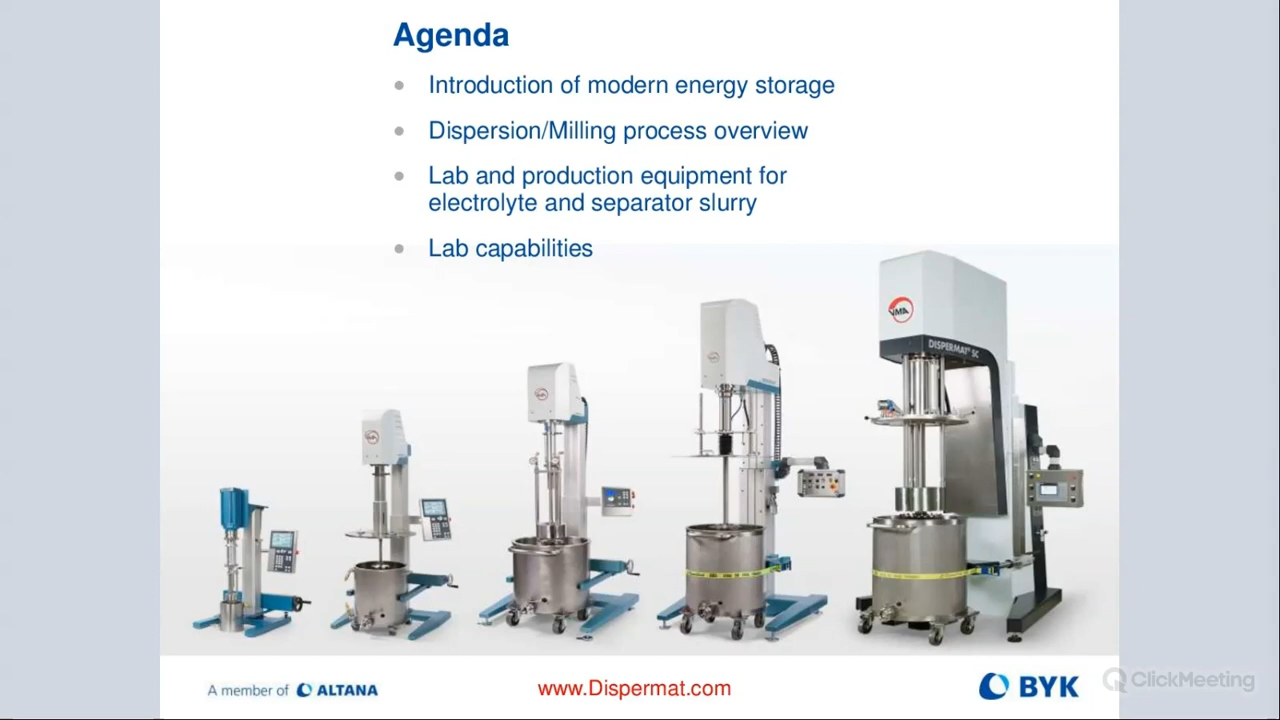 Agenda
Introduction of modern energy storage
Dispersion/Milling process overview
Lab and production equipment for
electrolyte and separator slurry
Lab capabilities
VMA
DISPERMAT® SC
A member of ALTANA
www.Dispermat.com
BYK
ClickMeeting